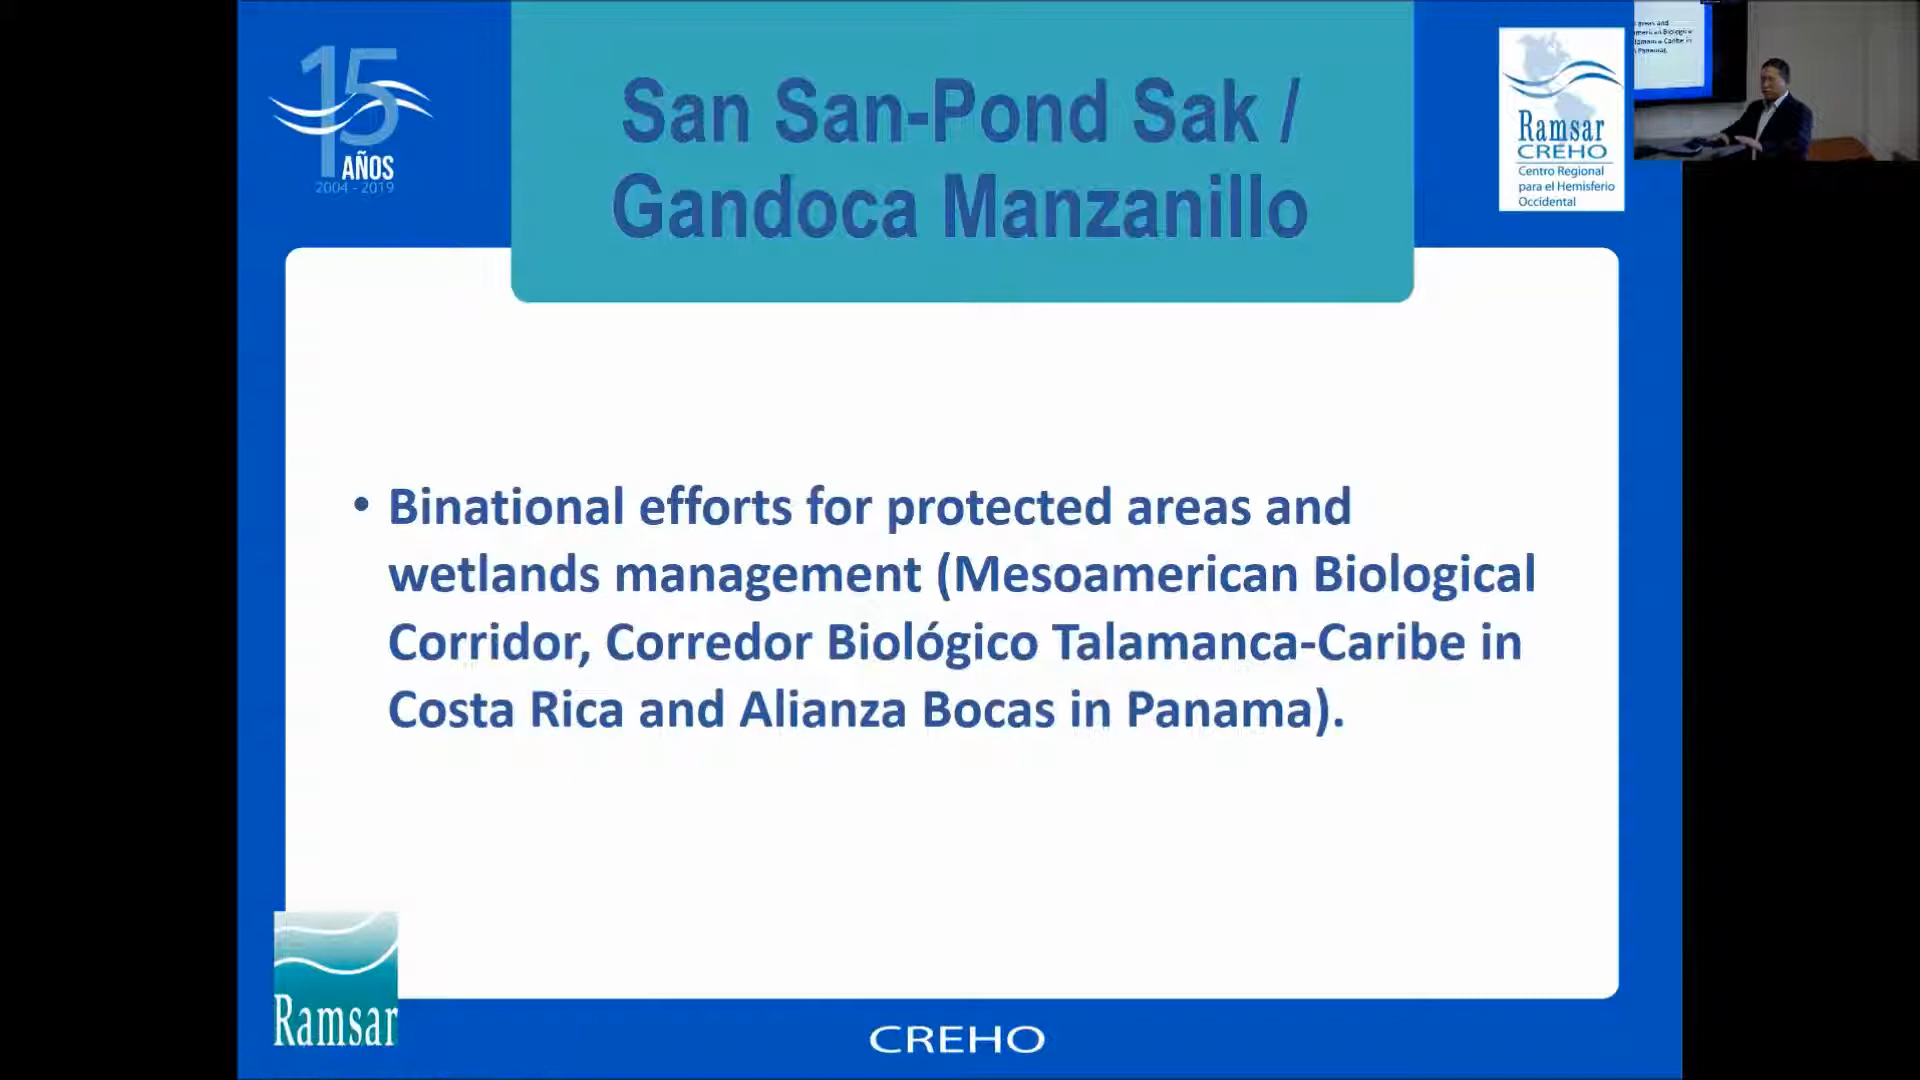 15
AÑOS
2004 - 2019
San San-Pond Sak /
Gandoca Manzanillo
Ramsar
CREHO
Centro Regional
para el Hemisferio
Occidental
• Binational efforts for protected areas and
wetlands management (Mesoamerican Biological
Corridor, Corredor Biológico Talamanca-Caribe in
Costa Rica and Alianza Bocas in Panama).
Ramsar
CREHO